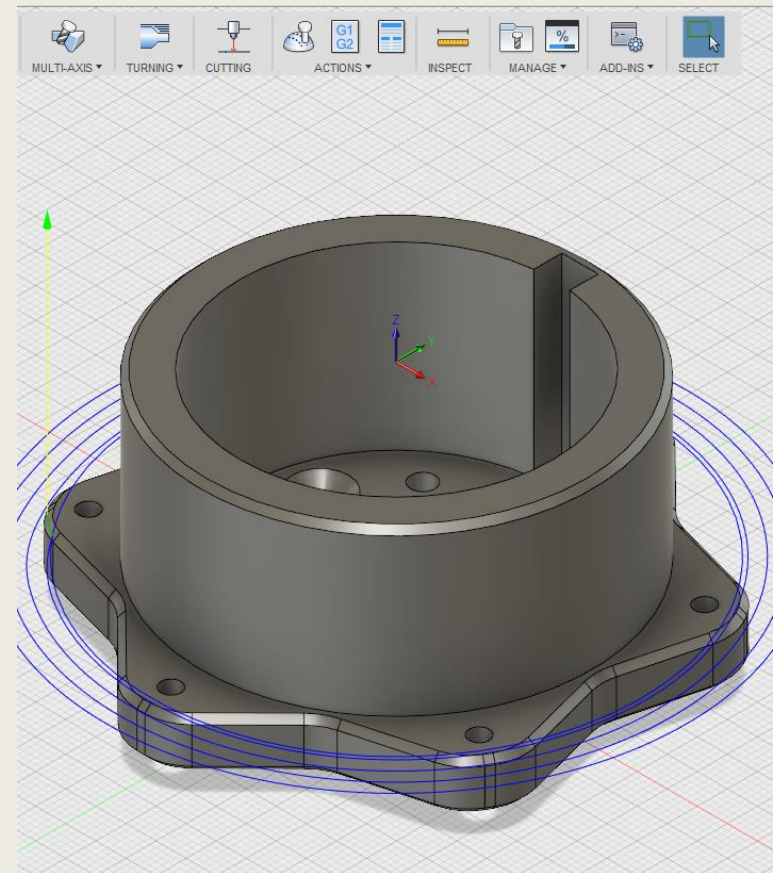 G1
G2
%
MULTI-AXIS ▾ TURNING ▾ CUTTING ACTIONS ▾ INSPECT MANAGE ▾ ADD-INS ▾ SELECT
Z
Y
X